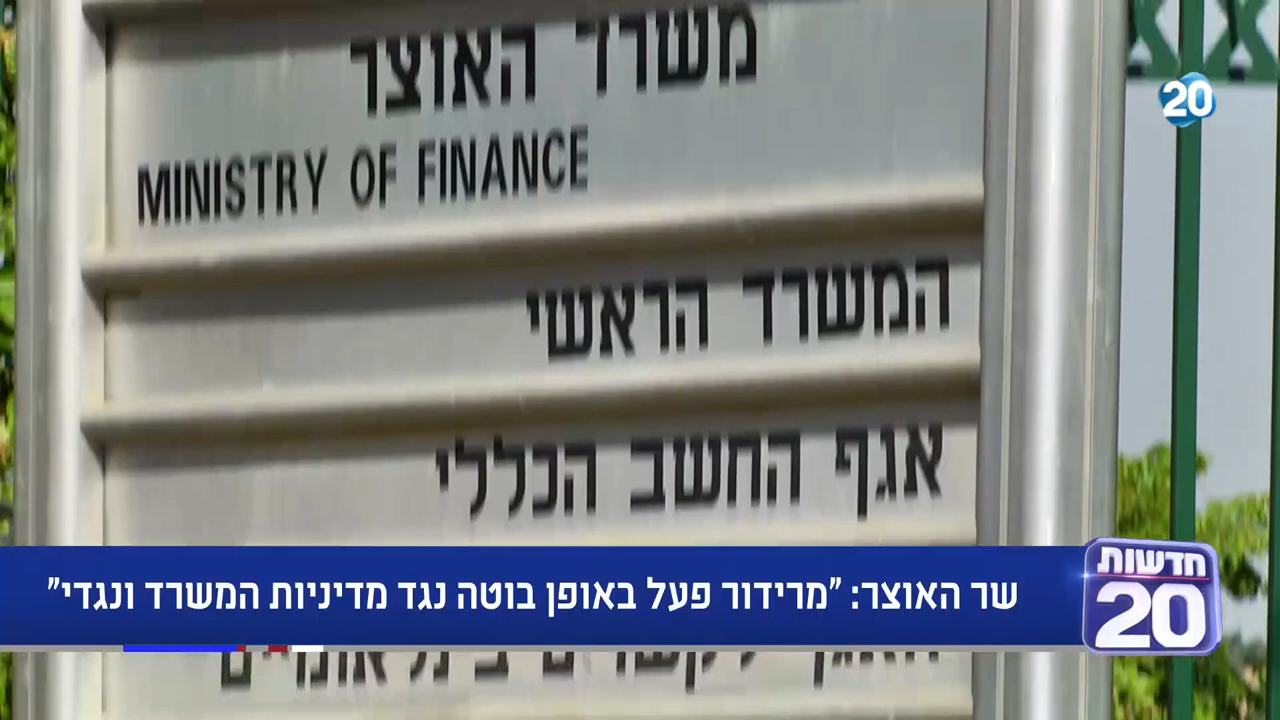 משרד האוצר
MINISTRY OF FINANCE
המשרד הראשי
אגף החשב הכללי
20
שר האוצר: "מרידור פעל באופן בוטה נגד מדיניות המשרד ונגדי"
חדשות
20